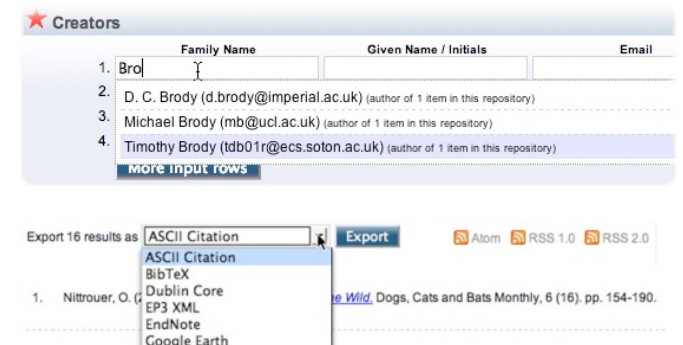 Creators
Family Name Given Name / Initials Email
1. Bro
2.
D. C. Brody (d.brody@imperial.ac.uk) (author of 1 item in this repository)
3.
Michael Brody (mb@ucl.ac.uk) (author of 1 item in this repository)
4.
Timothy Brody (tdb01r@ecs.soton.ac.uk) (author of 1 item in this repository)
More input rows
Export 16 results as ASCII Citation Export Atom RSS 1.0 RSS 2.0
ASCII Citation
BibTeX
Dublin Core
EP3 XML
1. Nittrouer, O. (2 e Wild. Dogs, Cats and Bats Monthly, 6 (16). pp. 154-190.
EndNote
Google Earth